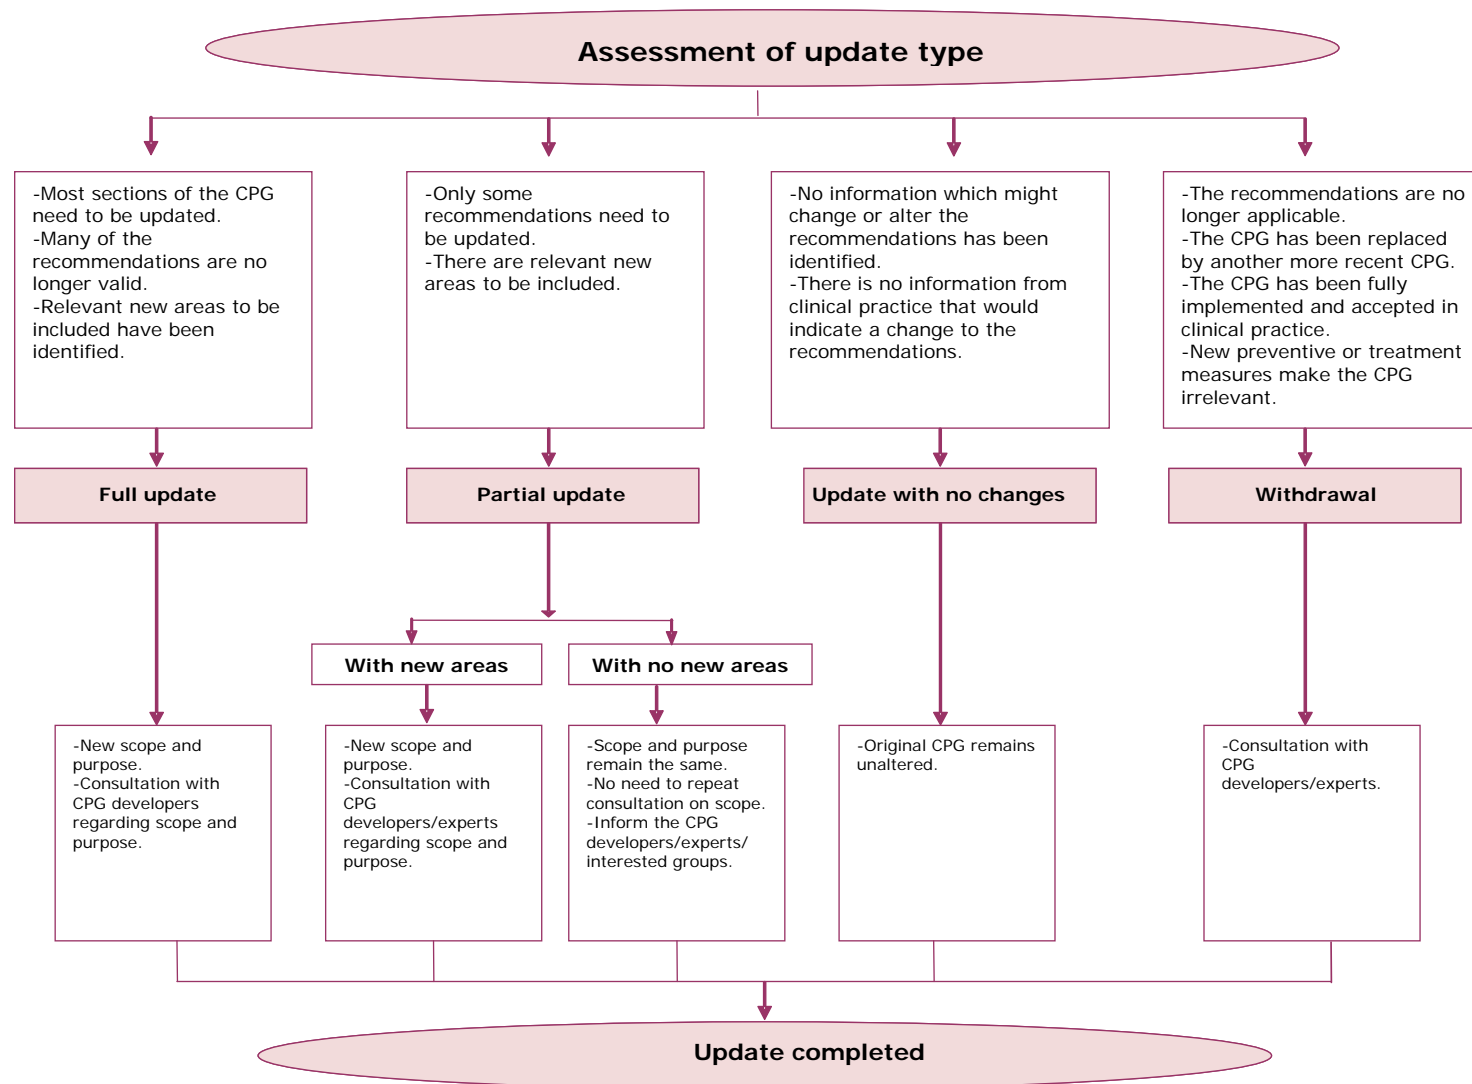 Assessment of update type
-Most sections of the CPG
need to be updated.
-Many of the
recommendations are no
longer valid.
-Relevant new areas to be
included have been
identified.
-Only some
recommendations need to
be updated.
-There are relevant new
areas to be included.
-No information which might
change or alter the
recommendations has been
identified.
-There is no information from
clinical practice that would
indicate a change to the
recommendations.
-The recommendations are no
longer applicable.
-The CPG has been replaced
by another more recent CPG.
-The CPG has been fully
implemented and accepted in
clinical practice.
-New preventive or treatment
measures make the CPG
irrelevant.
Full update
Partial update
Update with no changes
Withdrawal
With new areas
With no new areas
-New scope and
purpose.
-Consultation with
CPG developers
regarding scope and
purpose.
-New scope and
purpose.
-Consultation with
CPG
developers/experts
regarding scope and
purpose.
-Scope and purpose
remain the same.
-No need to repeat
consultation on scope.
-Inform the CPG
developers/experts/
interested groups.
-Original CPG remains
unaltered.
-Consultation with
CPG
developers/experts.
Update completed